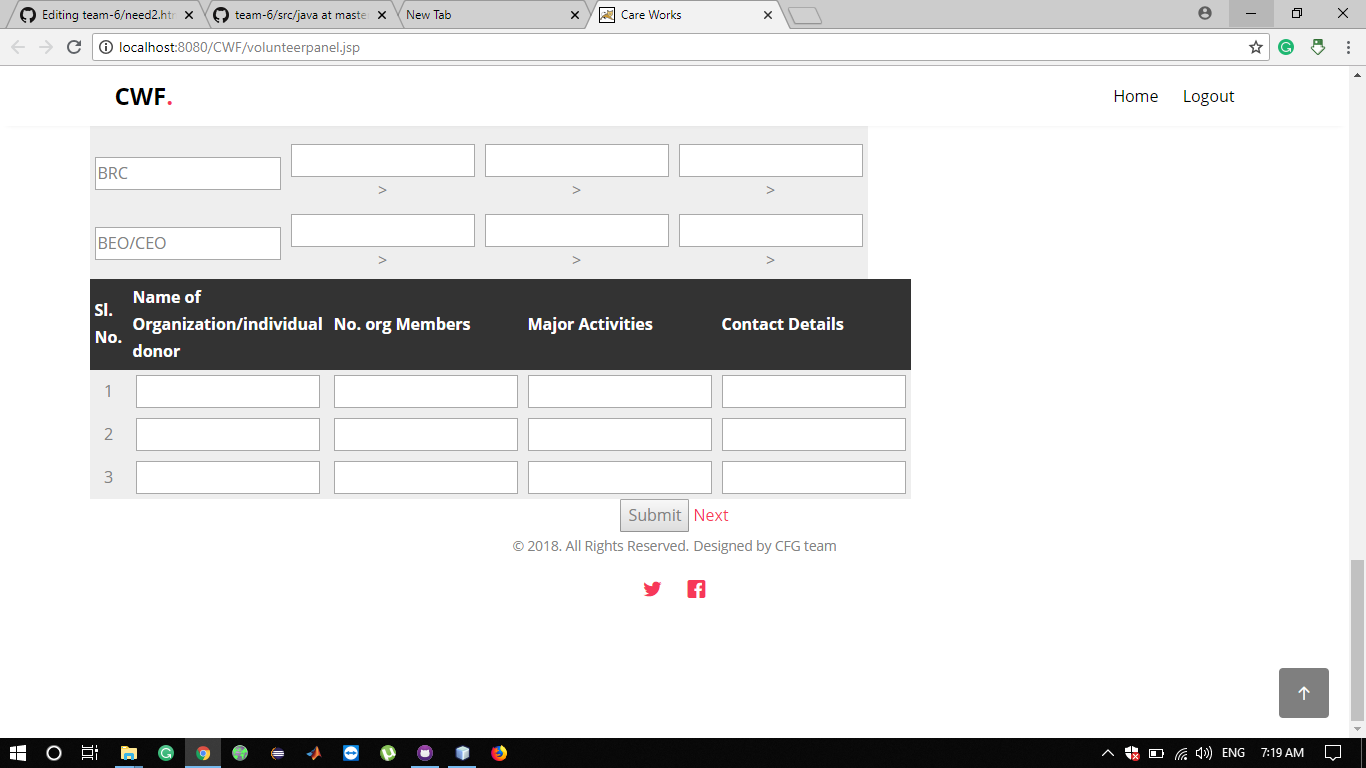 Editing team-6/need2.htm
team-6/src/java at maste
New Tab
Care Works
localhost:8080/CWF/volunteerpanel.jsp
CWF.
Home
Logout
BRC
> > >
BEO/CEO
> > >
Sl. No.
Name of
Organization/individual
donor
No. org Members
Major Activities
Contact Details
1
2
3
Submit Next
© 2018. All Rights Reserved. Designed by CFG team
ENG
7:19 AM